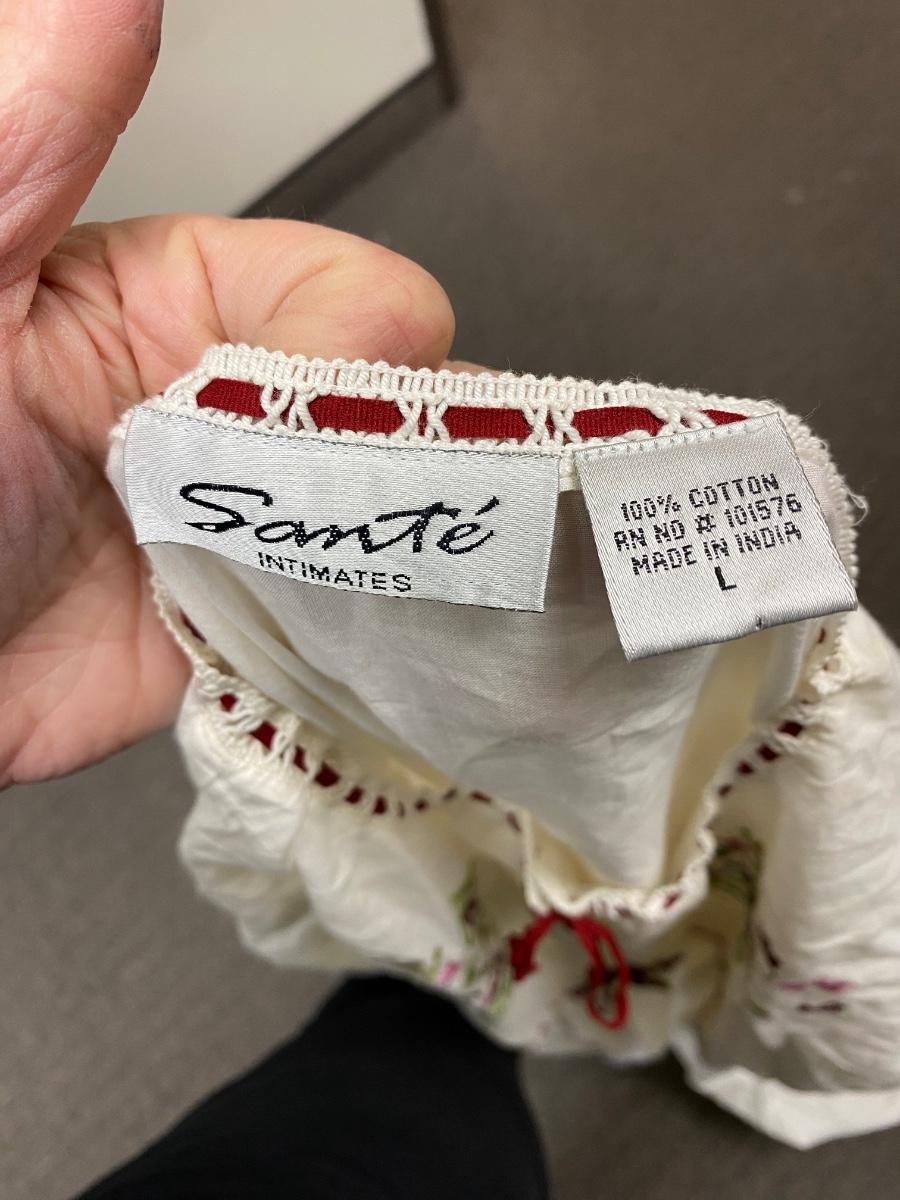 Santé
INTIMATES
100% COTTON
RN NO # 101576
MADE IN INDIA
L